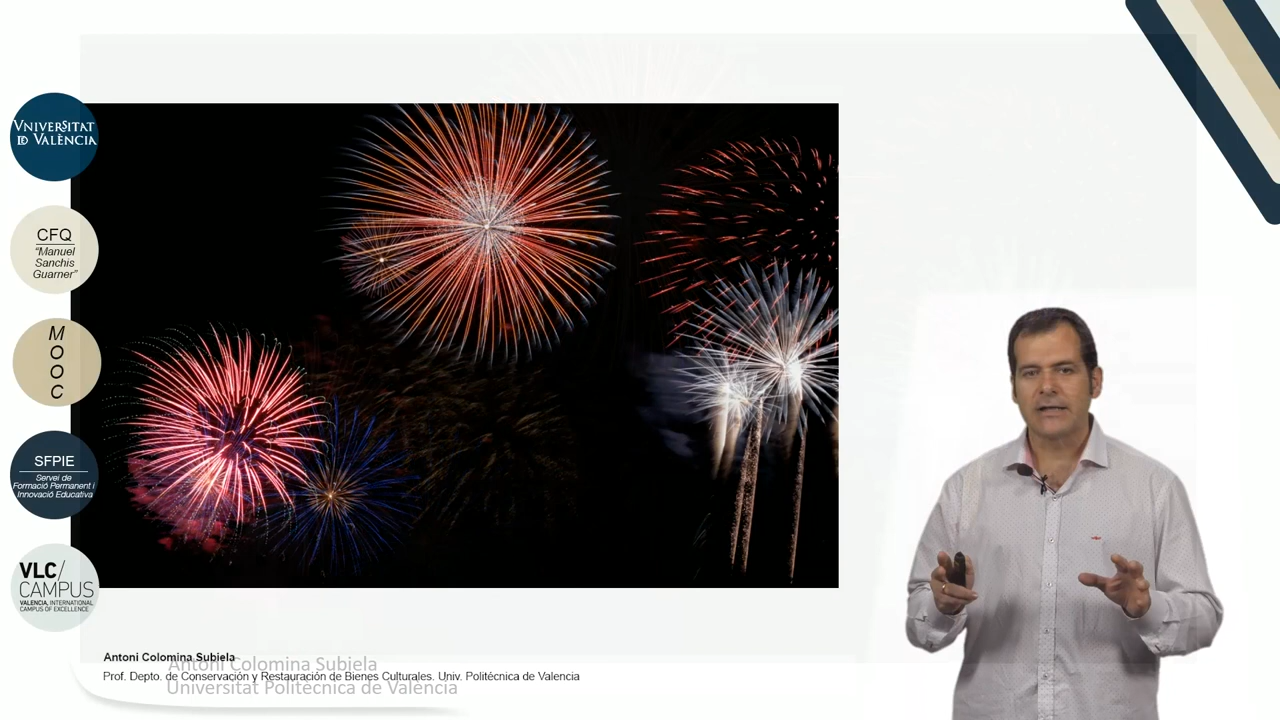 VNIVERSITAT
ID VALÈNCIA
CFQ
“Manuel
Sanchis
Guarner”
M
O
O
C
SFPIE
Servei de
Formació Permanent i
Innovació Educativa
VLC/
CAMPUS
VALENCIA, INTERNATIONAL
CAMPUS OF EXCELLENCE
Antoni Colomina Subiela
Antoni Colomina Subiela
Prof. Depto. de Conservación y Restauración de Bienes Culturales. Univ. Politécnica de Valencia
Universitat Politècnica de València